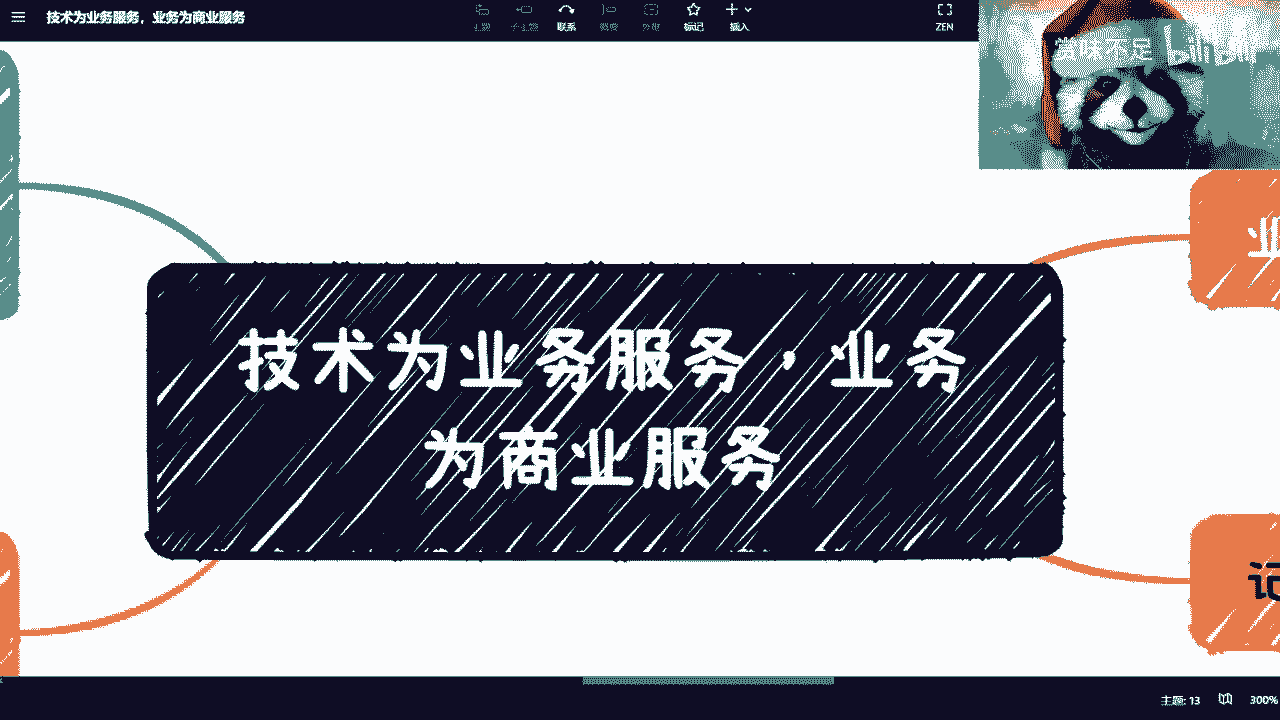 技术为业务服务，业务为商业服务
主题 子主题 联系 概要 外框 标记 插入 ZEN
赏味不足 bilibili
业
技术为业务服务，业务
为商业服务
记
主题: 13 300%